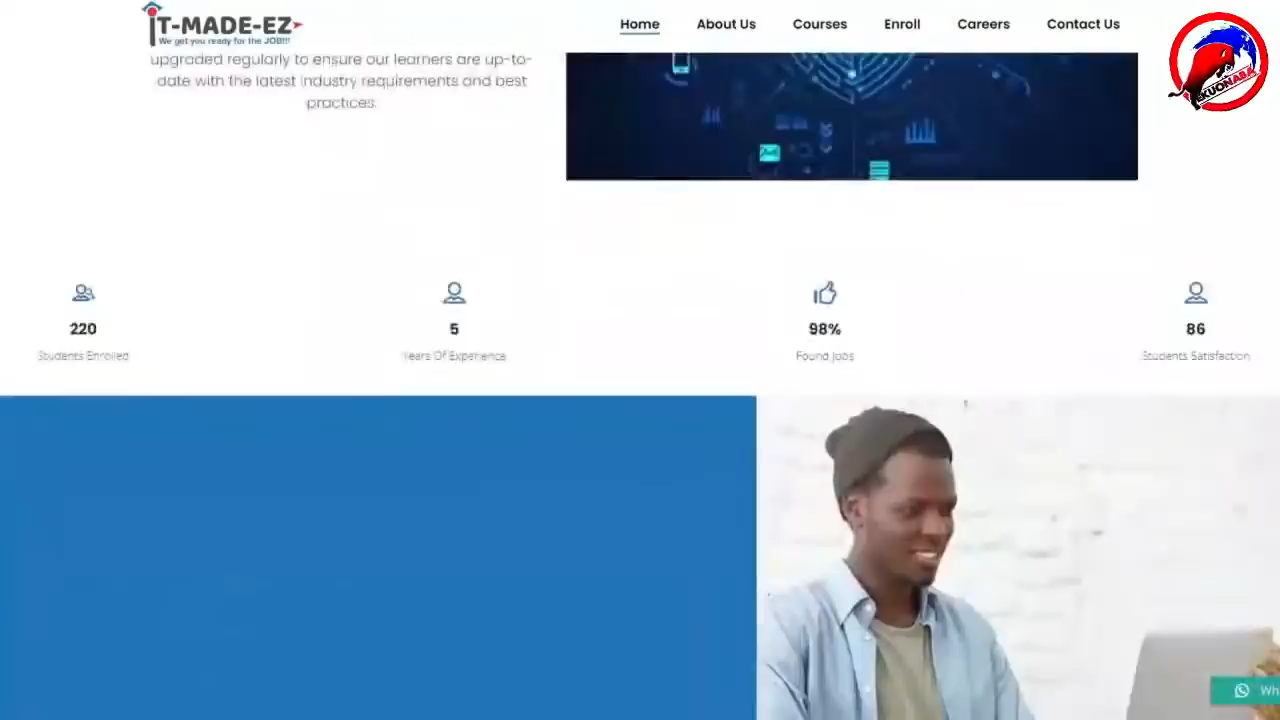 IT-MADE-EZ
We get you ready for the JOB!!!
Home About Us Courses Enroll Careers Contact Us
upgraded regularly to ensure our learners are up-to-
date with the latest industry requirements and best
practices.
220
Students Enrolled
5
Years Of Experience
98%
Found Jobs
86
Students Satisfaction